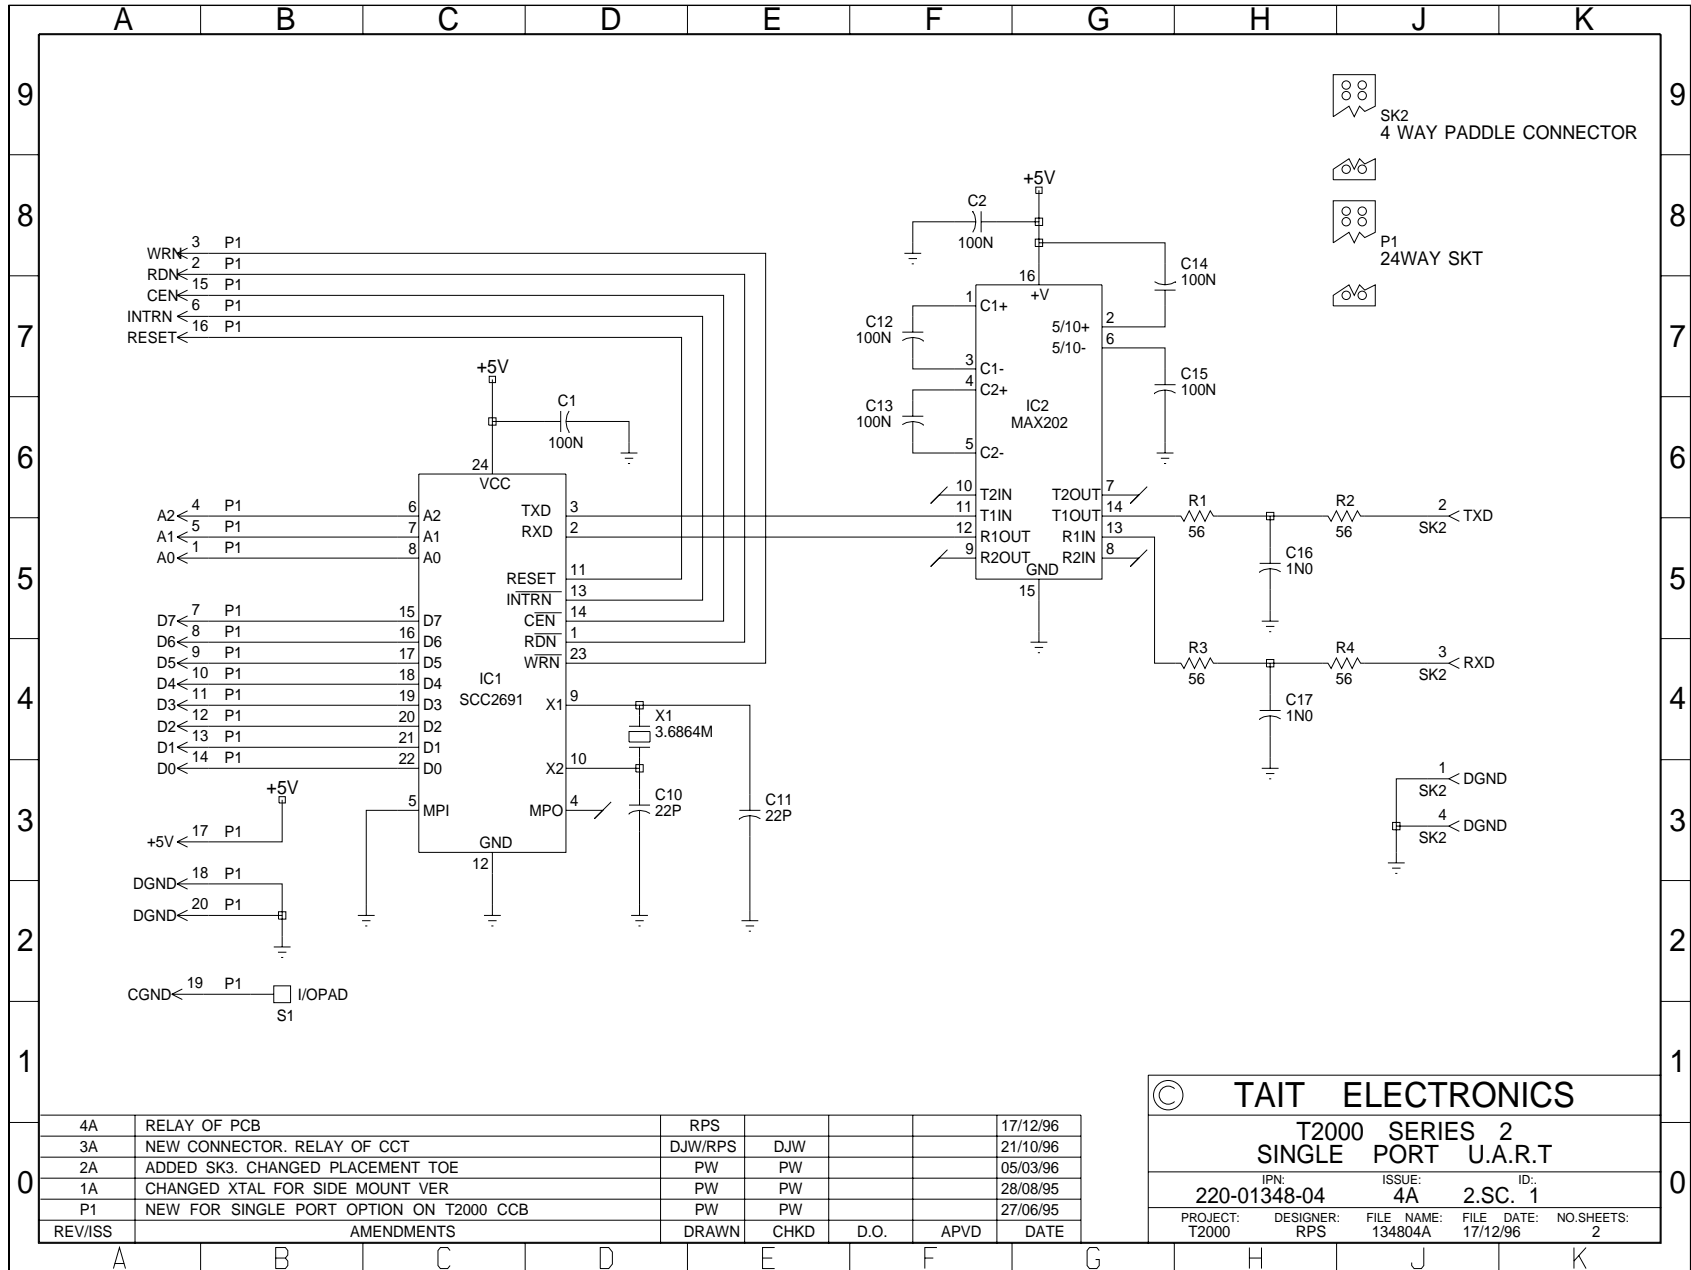 A B C D E F G H J K
9 9
8 8
7 7
6 6
5 5
4 4
3 3
2 2
1 1
0 0
SK2
4 WAY PADDLE CONNECTOR
P1
24WAY SKT
WRN 3 P1
RDN 2 P1
CEN 15 P1
INTRN 6 P1
RESET 16 P1
+5V
C1
100N
24
VCC
A2 4 P1 6 A2
A1 5 P1 7 A1
A0 1 P1 8 A0
D7 7 P1 15 D7
D6 8 P1 16 D6
D5 9 P1 17 D5
D4 10 P1 18 D4
D3 11 P1 19 D3
D2 12 P1 20 D2
D1 13 P1 21 D1
D0 14 P1 22 D0
5 MPI
IC1
SCC2691
TXD 3
RXD 2
RESET 11
INTRN 13
CEN 14
RDN 1
WRN 23
X1 9
X2 10
MPO 4
GND
12
X1
3.6864M
C10
22P
C11
22P
+5V
+5V 17 P1
DGND 18 P1
DGND 20 P1
CGND 19 P1
I/OPAD
S1
+5V
C2
100N
16
+V
1 C1+
C12
100N
3 C1-
4 C2+
C13
100N
5 C2-
IC2
MAX202
5/10+ 2
5/10- 6
C14
100N
C15
100N
10 T2IN T2OUT 7
11 T1IN T1OUT 14
12 R1OUT R1IN 13
9 R2OUT R2IN 8
GND
15
R1
56
R2
56
2
SK2
TXD
C16
1N0
R3
56
R4
56
3
SK2
RXD
C17
1N0
1
SK2
DGND
4
SK2
DGND
4A RELAY OF PCB RPS 17/12/96
3A NEW CONNECTOR. RELAY OF CCT DJW/RPS DJW 21/10/96
2A ADDED SK3. CHANGED PLACEMENT TOE PW PW 05/03/96
1A CHANGED XTAL FOR SIDE MOUNT VER PW PW 28/08/95
P1 NEW FOR SINGLE PORT OPTION ON T2000 CCB PW PW 27/06/95
REV/ISS AMENDMENTS DRAWN CHKD D.O. APVD DATE
© TAIT ELECTRONICS
T2000 SERIES 2
SINGLE PORT U.A.R.T
IPN: ISSUE: ID:.
220-01348-04 4A 2.SC. 1
PROJECT: DESIGNER: FILE NAME: FILE DATE: NO.SHEETS:
T2000 RPS 134804A 17/12/96 2
A B C D E F G H J K